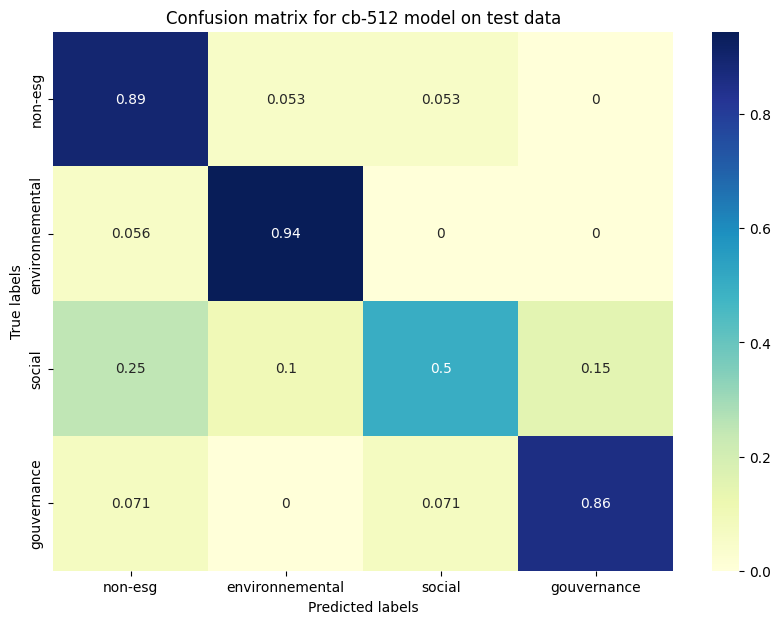 Confusion matrix for cb-512 model on test data
True labels
non-esg
0.89 0.053 0.053 0
environnemental
0.056 0.94 0 0
social
0.25 0.1 0.5 0.15
gouvernance
0.071 0 0.071 0.86
non-esg environnemental social gouvernance
Predicted labels
0.8
0.6
0.4
0.2
0.0